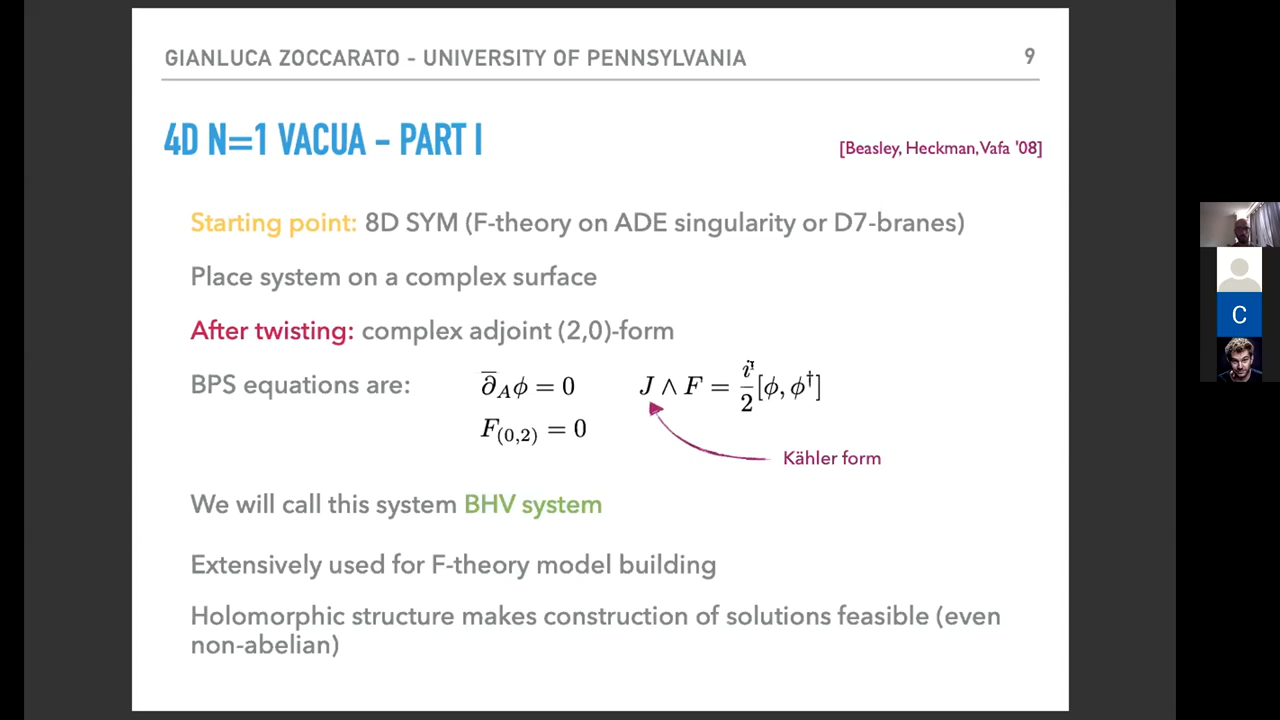 GIANLUCA ZOCCARATO - UNIVERSITY OF PENNSYLVANIA 9
4D N=1 VACUA - PART I
[Beasley, Heckman, Vafa '08]
Starting point: 8D SYM (F-theory on ADE singularity or D7-branes)
Place system on a complex surface
After twisting: complex adjoint (2,0)-form
BPS equations are: ∂̄_A ϕ = 0 J ∧ F = i/2 [ϕ, ϕ†]
F_(0,2) = 0
Kähler form
We will call this system BHV system
Extensively used for F-theory model building
Holomorphic structure makes construction of solutions feasible (even
non-abelian)
C